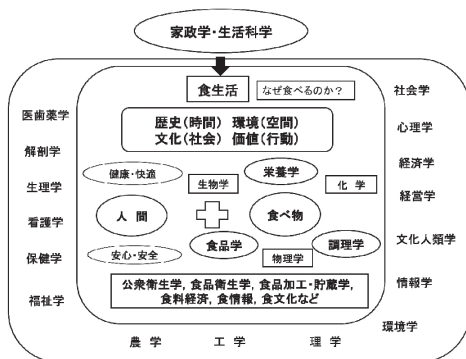 家政学・生活科学
食生活
なぜ食べるのか？
歴史(時間) 環境(空間)
文化(社会) 価値(行動)
健康・快適
生物学
栄養学
化 学
人 間
食べ物
安心・安全
食品学
物理学
調理学
公衆衛生学, 食品衛生学, 食品加工・貯蔵学,
食料経済, 食情報, 食文化など
医歯薬学
解剖学
生理学
看護学
保健学
福祉学
農 学
工 学
理 学
社会学
心理学
経済学
経営学
文化人類学
情報学
環境学